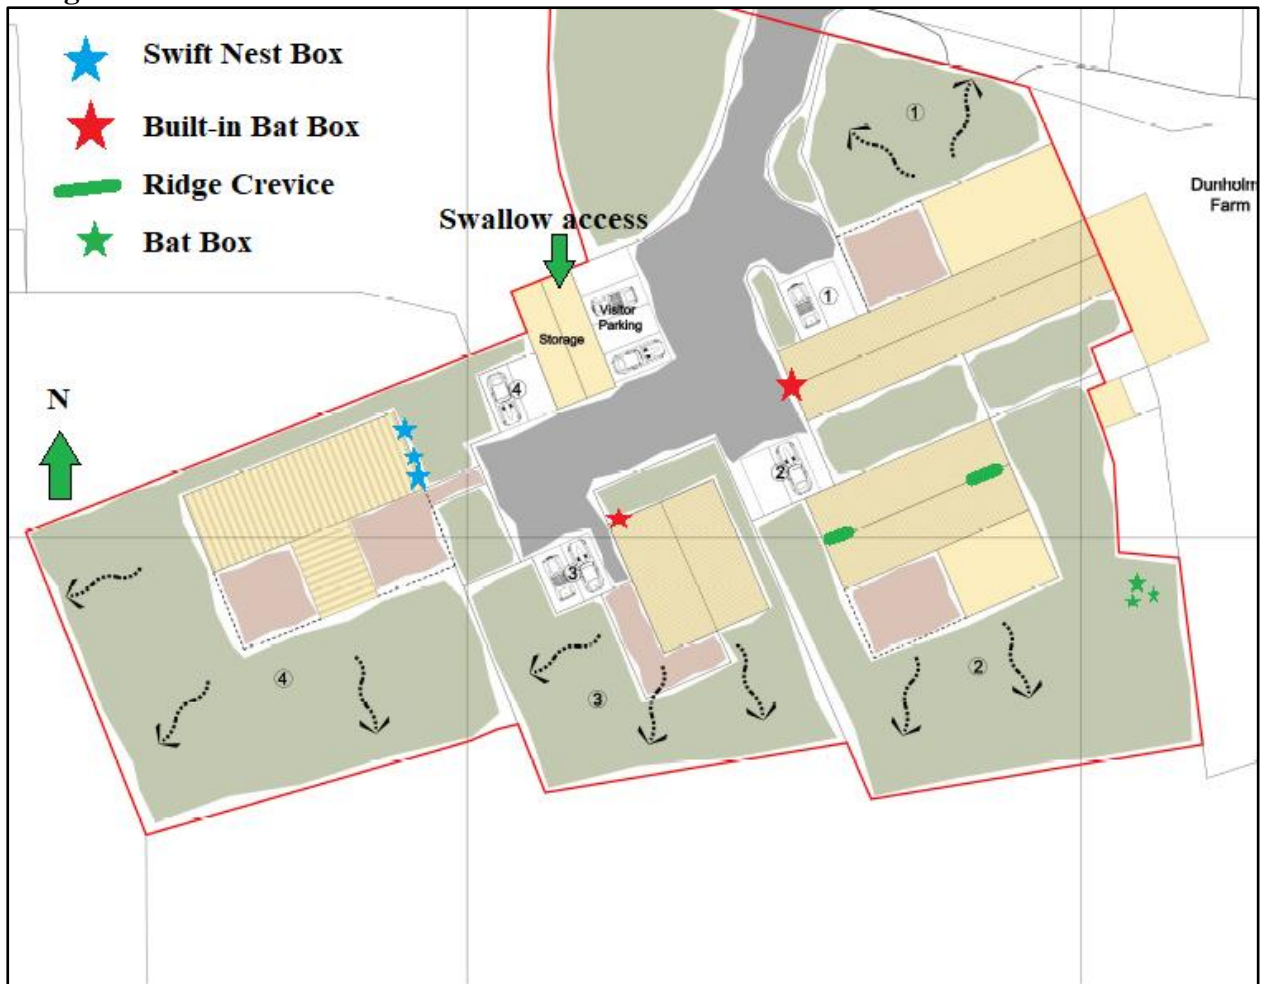 Swift Nest Box
Built-in Bat Box
Ridge Crevice
Bat Box
Swallow access
N
Dunholm
Farm
Visitor
Parking
Storage
①
①
④
②
③
④
③
②